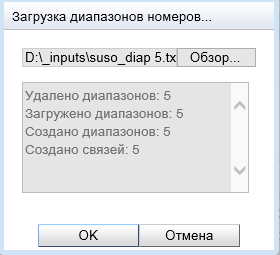 Загрузка диапазонов номеров...
D:\_inputs\suso_diap 5.tx Обзор...
Удалено диапазонов: 5
Загружено диапазонов: 5
Создано диапазонов: 5
Создано связей: 5
OK Отмена